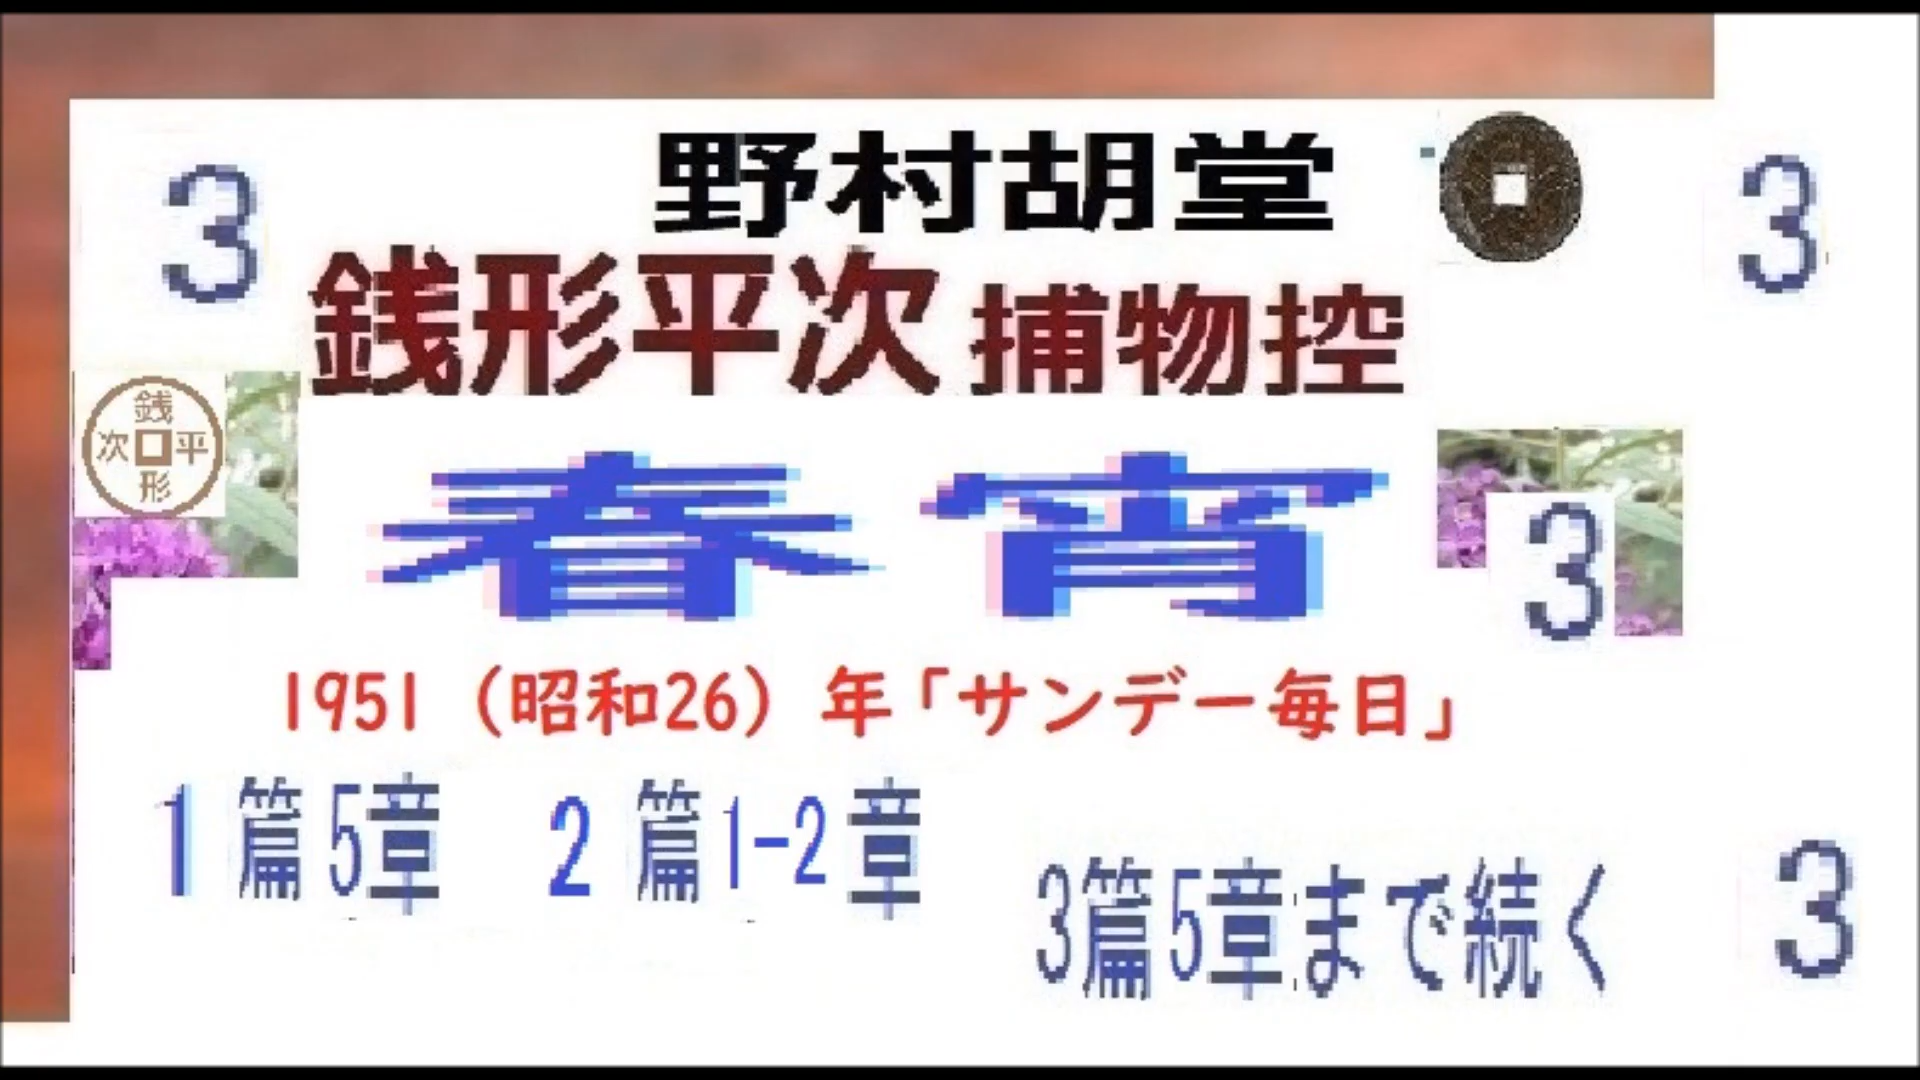 野村胡堂
3
3
銭形平次 捕物控
銭形平次
春宵
3
1951（昭和26）年「サンデー毎日」
1篇5章 2篇1-2章
3篇5章まで続く
3